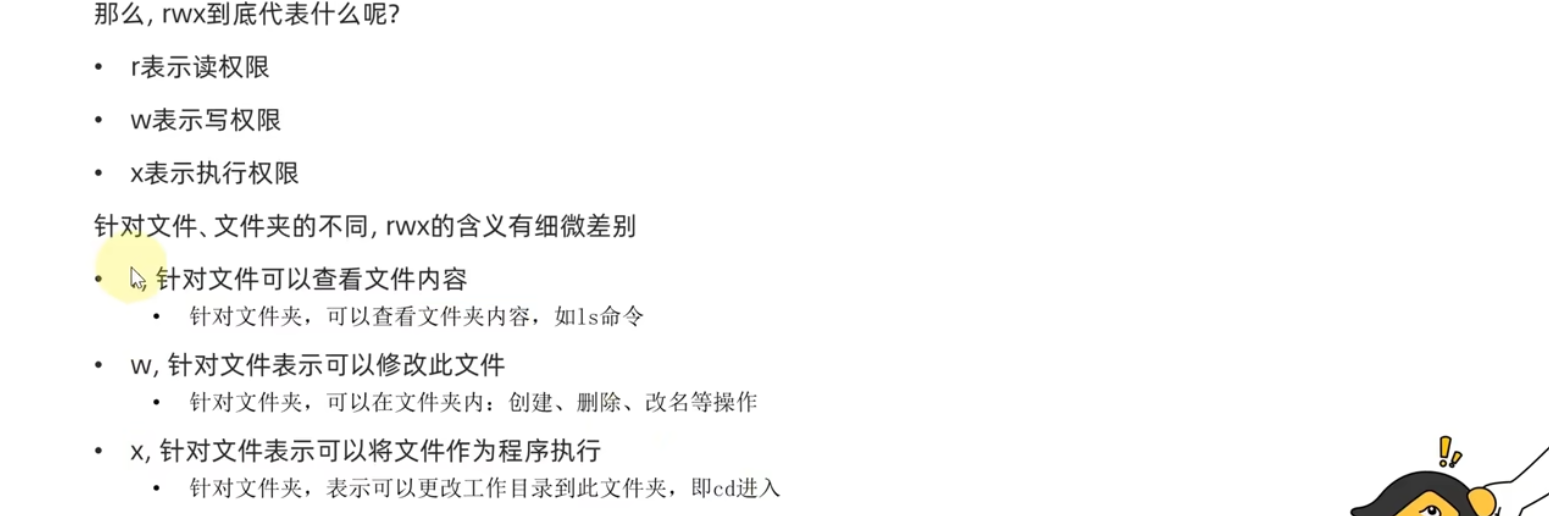 那么, rwx到底代表什么呢?
• r表示读权限
• w表示写权限
• x表示执行权限
针对文件、文件夹的不同, rwx的含义有细微差别
• , 针对文件可以查看文件内容
• 针对文件夹，可以查看文件夹内容，如ls命令
• w, 针对文件表示可以修改此文件
• 针对文件夹，可以在文件夹内：创建、删除、改名等操作
• x, 针对文件表示可以将文件作为程序执行
• 针对文件夹，表示可以更改工作目录到此文件夹，即cd进入